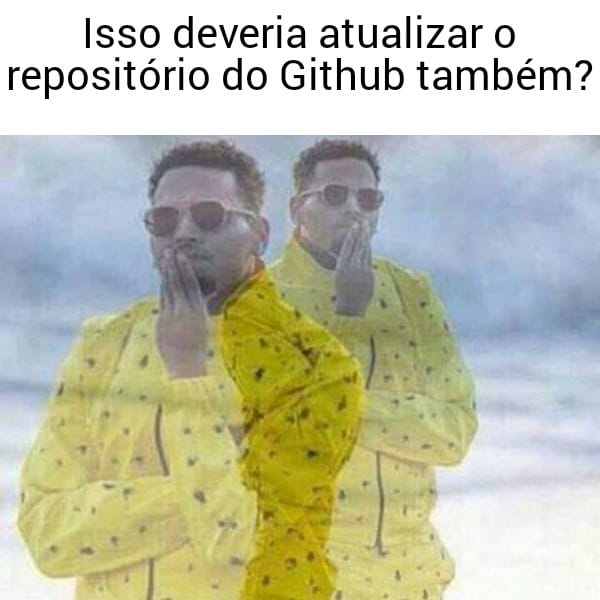 Isso deveria atualizar o
repositório do Github também?